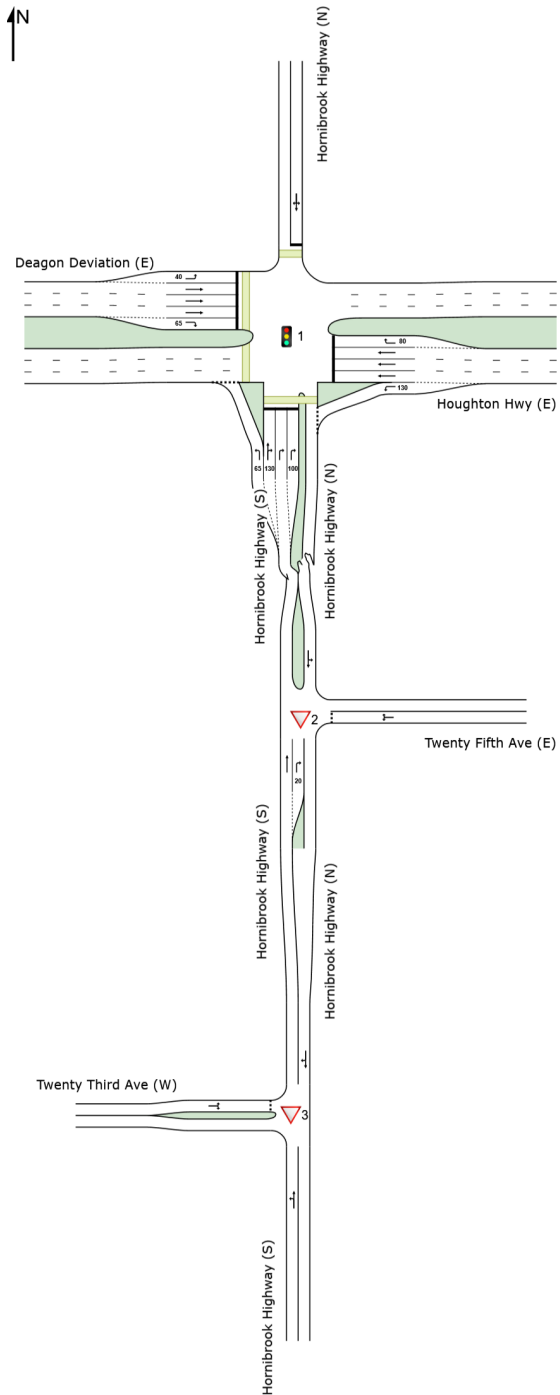 N
Hornibrook Highway (N)
Deagon Deviation (E)
40
65
1
80
130
Houghton Hwy (E)
65
130
100
Hornibrook Highway (S)
Hornibrook Highway (N)
2
Twenty Fifth Ave (E)
20
Hornibrook Highway (S)
Hornibrook Highway (N)
Twenty Third Ave (W)
3
Hornibrook Highway (S)